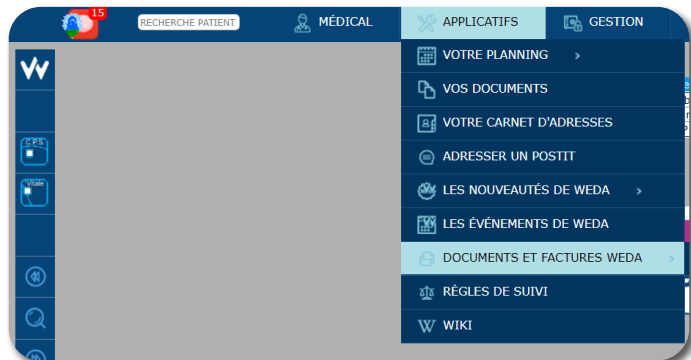 15
RECHERCHE PATIENT
MÉDICAL
APPLICATIFS
GESTION
VOTRE PLANNING >
VOS DOCUMENTS
VOTRE CARNET D'ADRESSES
ADRESSER UN POSTIT
LES NOUVEAUTÉS DE WEDA >
LES ÉVÉNEMENTS DE WEDA
DOCUMENTS ET FACTURES WEDA >
RÈGLES DE SUIVI
W WIKI
C.P.S.
Vitale